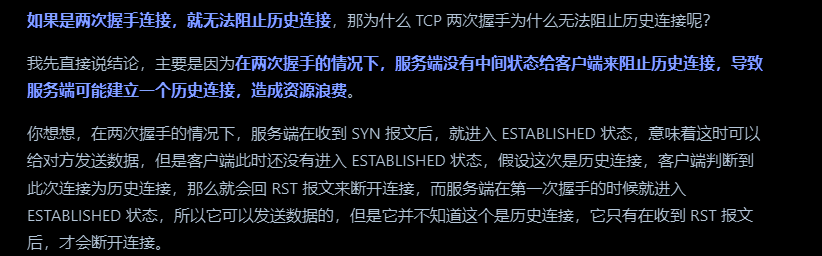 如果是两次握手连接，就无法阻止历史连接，那为什么 TCP 两次握手为什么无法阻止历史连接呢？
我先直接说结论，主要是因为在两次握手的情况下，服务端没有中间状态给客户端来阻止历史连接，导致
服务端可能建立一个历史连接，造成资源浪费。
你想想，在两次握手的情况下，服务端在收到 SYN 报文后，就进入 ESTABLISHED 状态，意味着这时可以
给对方发送数据，但是客户端此时还没有进入 ESTABLISHED 状态，假设这次是历史连接，客户端判断到
此次连接为历史连接，那么就会回 RST 报文来断开连接，而服务端在第一次握手的时候就进入
ESTABLISHED 状态，所以它可以发送数据的，但是它并不知道这个是历史连接，它只有在收到 RST 报文
后，才会断开连接。